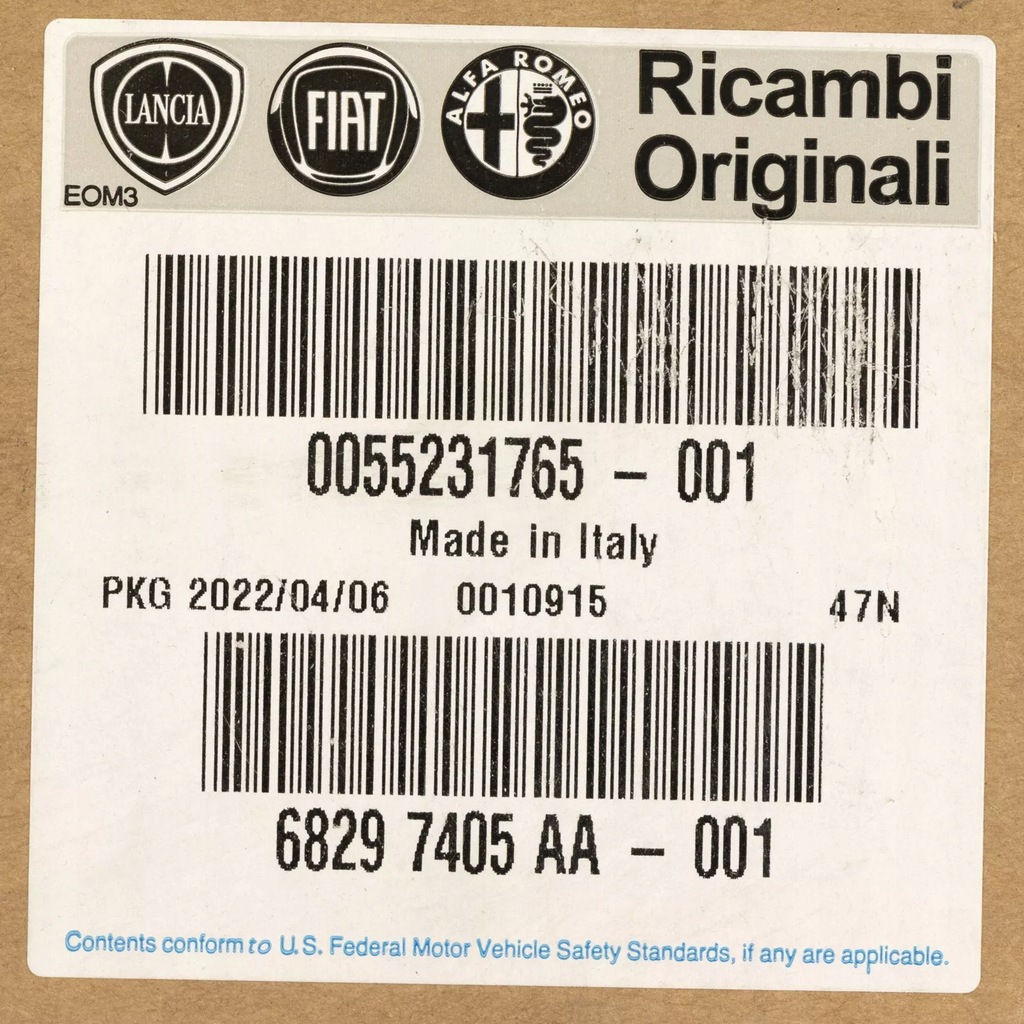 LANCIA
FIAT
ALFA ROMEO
Ricambi
Originali
EOM3
0055231765 - 001
Made in Italy
PKG 2022/04/06 0010915 47N
6829 7405 AA - 001
Contents conform to U.S. Federal Motor Vehicle Safety Standards, if any are applicable.